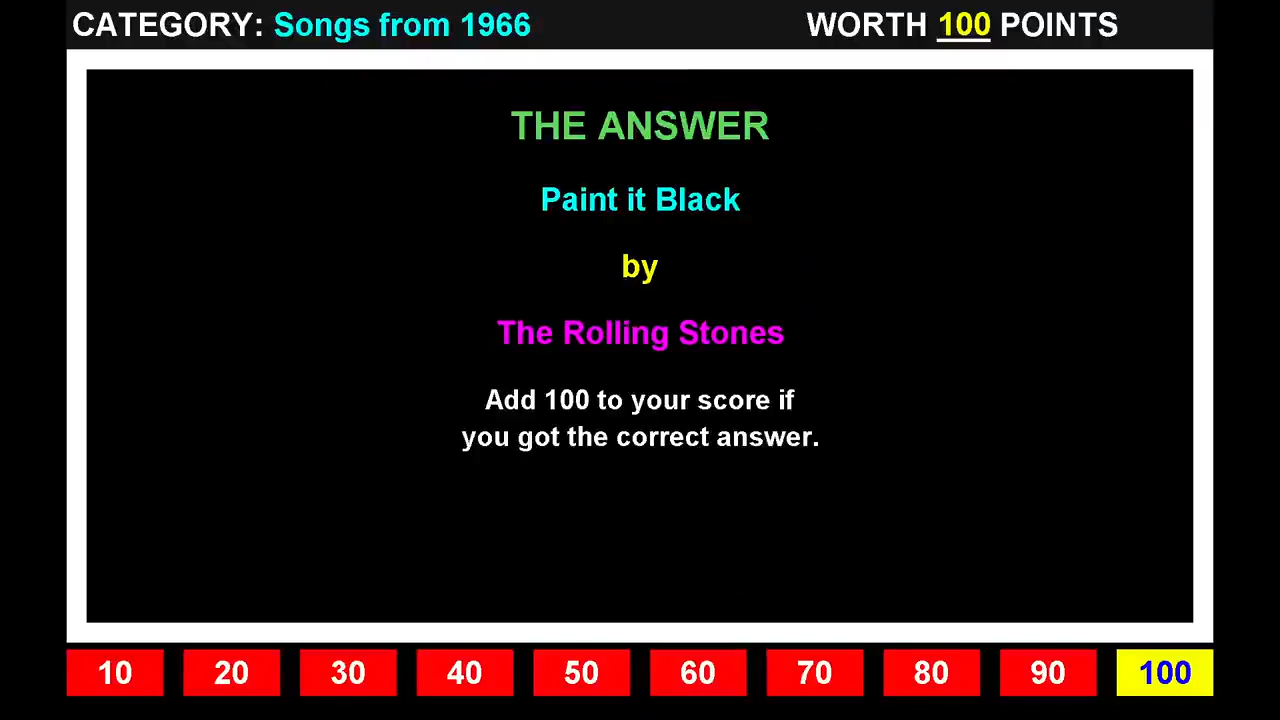 CATEGORY: Songs from 1966 WORTH 100 POINTS
THE ANSWER
Paint it Black
by
The Rolling Stones
Add 100 to your score if
you got the correct answer.
10 20 30 40 50 60 70 80 90 100